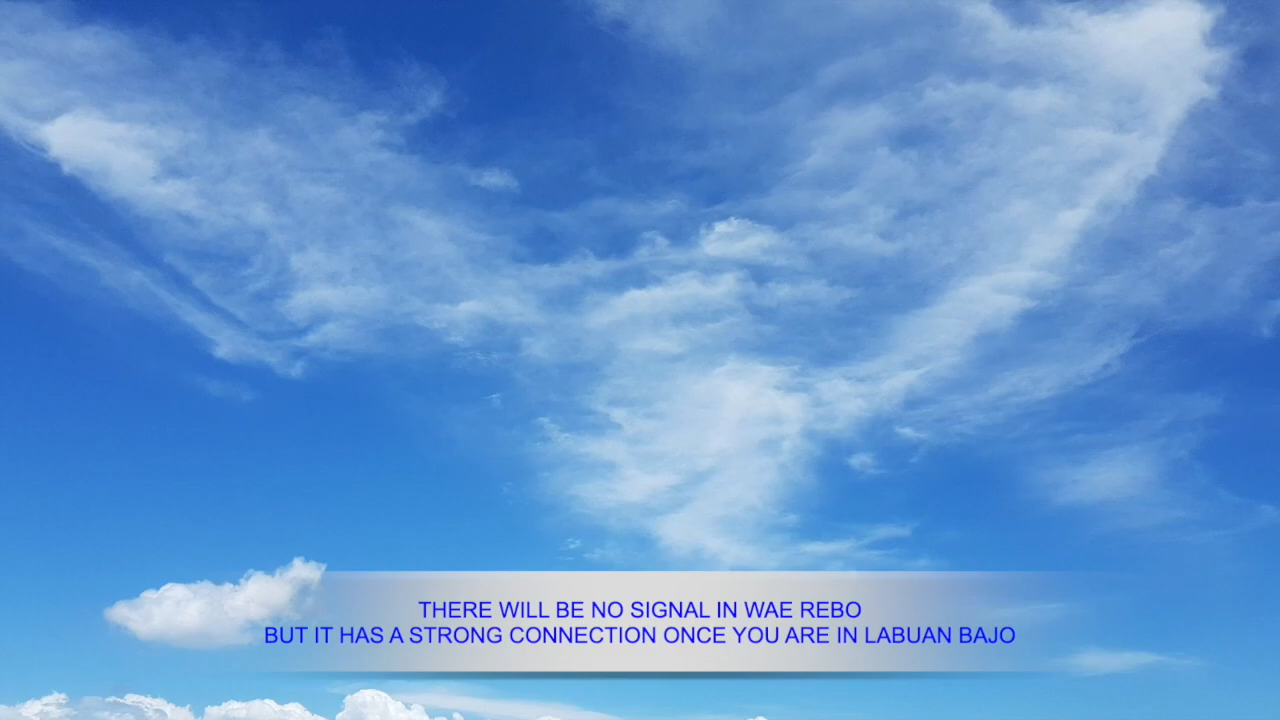 THERE WILL BE NO SIGNAL IN WAE REBO
BUT IT HAS A STRONG CONNECTION ONCE YOU ARE IN LABUAN BAJO